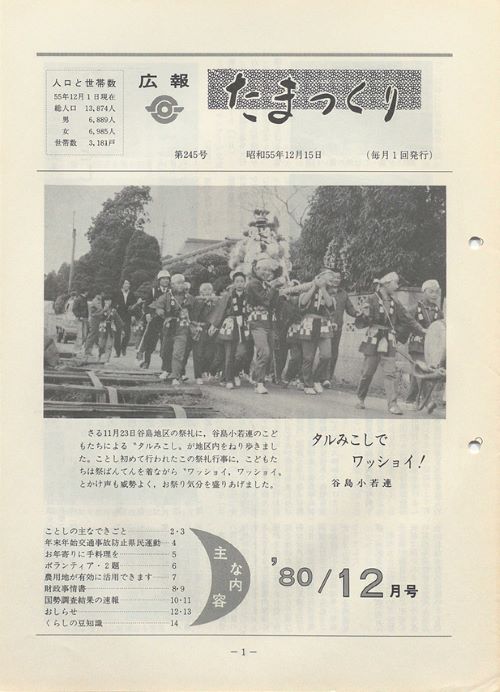 人口と世帯数
55年12月1日現在
総人口 13,874人
男 6,889人
女 6,985人
世帯数 3,181戸
広報
たまつくり
第245号 昭和55年12月15日 (毎月1回発行)
さる11月23日谷島地区の祭礼に,谷島小若連のこど
もたちによる〝タルみこし〟が地区内をねり歩きまし
た。ことし初めて行われたこの祭礼行事に,こどもた
ちは祭ばんてんを着ながら〝ワッショイ,ワッショイ〟
とかけ声も威勢よく,お祭り気分を盛りあげました。
タルみこしで
ワッショイ!
谷島小若連
ことしの主なできごと 2・3
年末年始交通事故防止県民運動 4
お年寄りに手料理を 5
ボランティア・2題 6
農用地が有効に活用できます 7
財政事情書 8・9
国勢調査結果の速報 10・11
おしらせ 12・13
くらしの豆知識 14
主な内容
'80/12月号
－1－